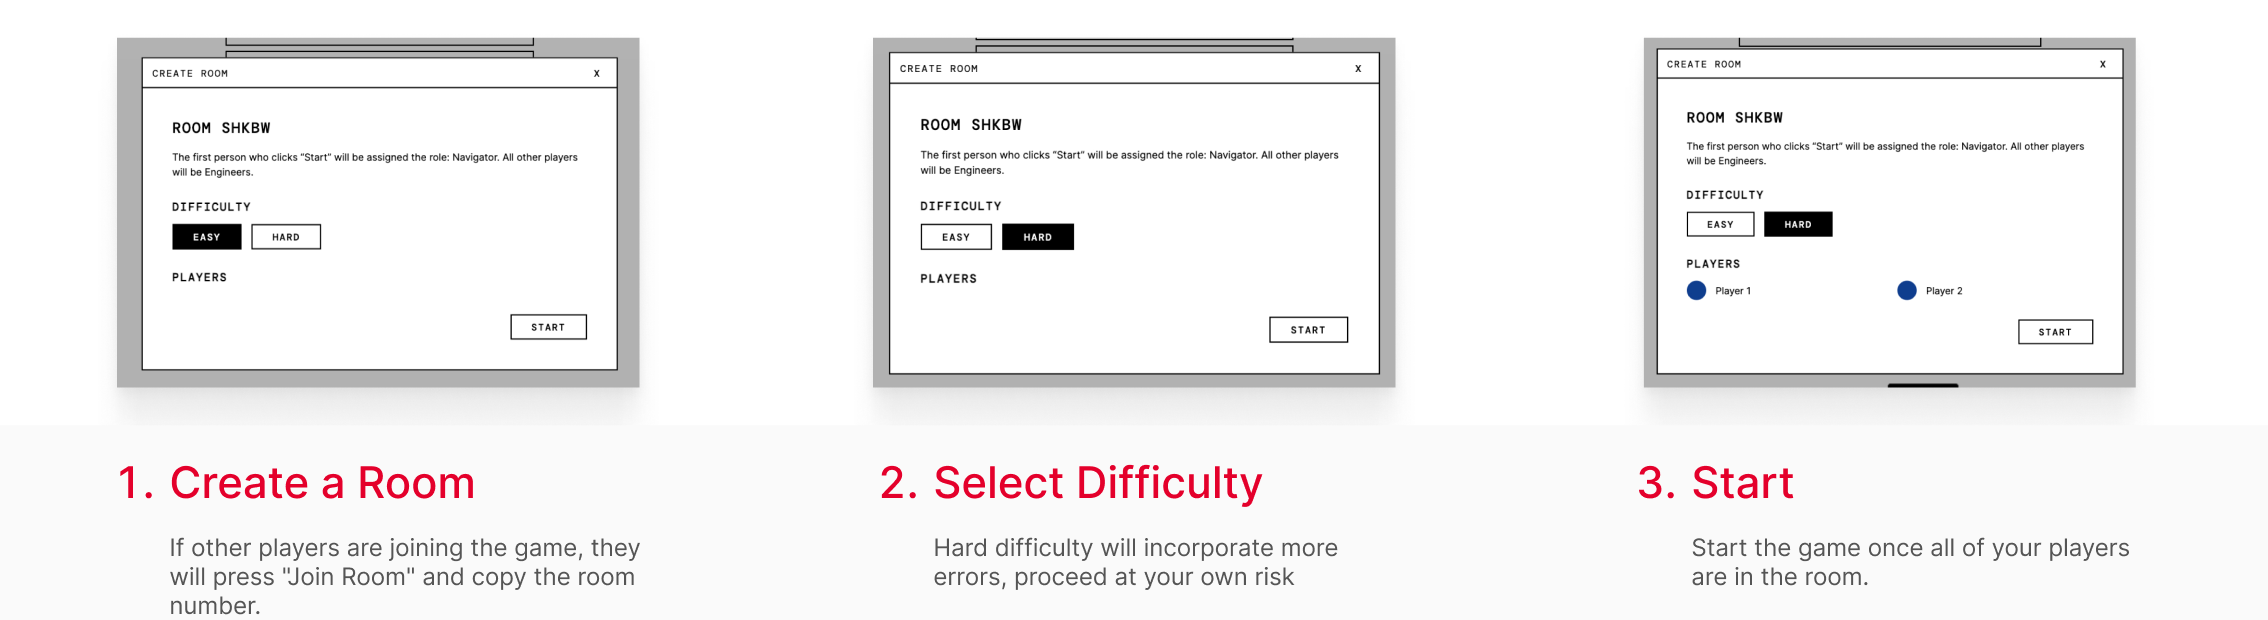 CREATE ROOM X
ROOM SHKBW
The first person who clicks “Start” will be assigned the role: Navigator. All other players
will be Engineers.
DIFFICULTY
EASY HARD
PLAYERS
START
1. Create a Room
If other players are joining the game, they
will press "Join Room" and copy the room
number.
CREATE ROOM X
ROOM SHKBW
The first person who clicks “Start” will be assigned the role: Navigator. All other players
will be Engineers.
DIFFICULTY
EASY HARD
PLAYERS
START
2. Select Difficulty
Hard difficulty will incorporate more
errors, proceed at your own risk
CREATE ROOM X
ROOM SHKBW
The first person who clicks “Start” will be assigned the role: Navigator. All other players
will be Engineers.
DIFFICULTY
EASY HARD
PLAYERS
Player 1 Player 2
START
3. Start
Start the game once all of your players
are in the room.